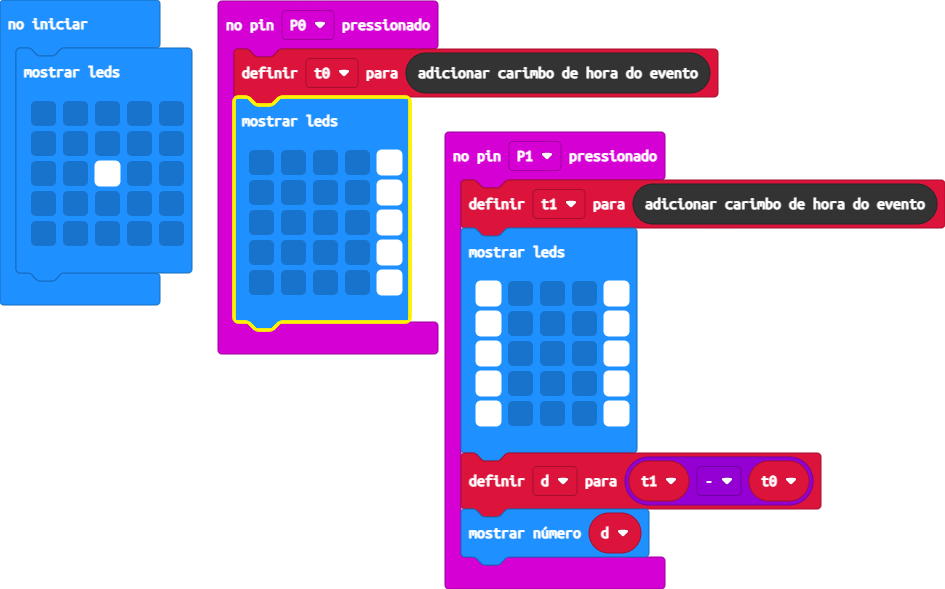 no iniciar
mostrar leds
no pin P0 pressionado
definir t0 para adicionar carimbo de hora do evento
mostrar leds
no pin P1 pressionado
definir t1 para adicionar carimbo de hora do evento
mostrar leds
definir d para t1 - t0
mostrar número d